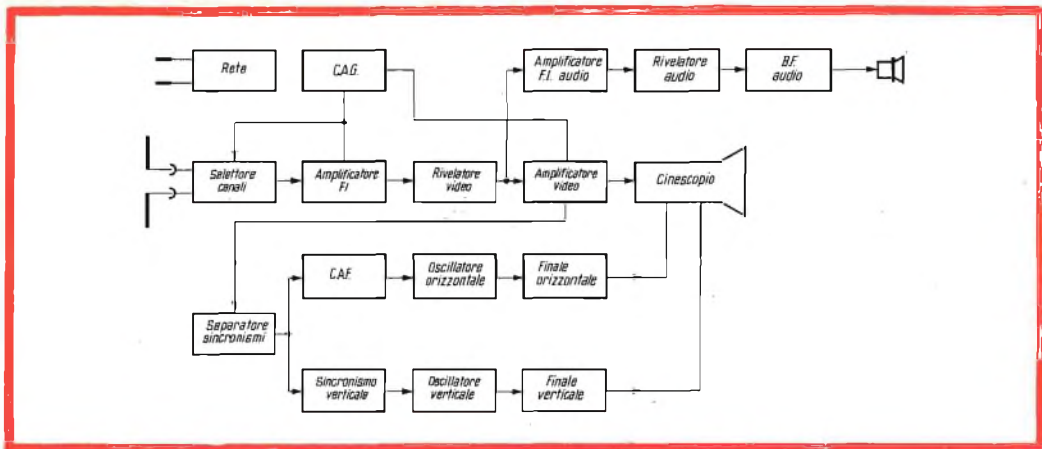 Rete
C.A.G.
Amplificatore
F.I. audio
Rivelatore
audio
B.F.
audio
Selettore
canali
Amplificatore
F.I
Rivelatore
video
Amplificatore
video
Cinescopio
C.A.F.
Oscillatore
orizzontale
Finale
orizzontale
Separatore
sincronismi
Sincronismo
verticale
Oscillatore
verticale
Finale
verticale